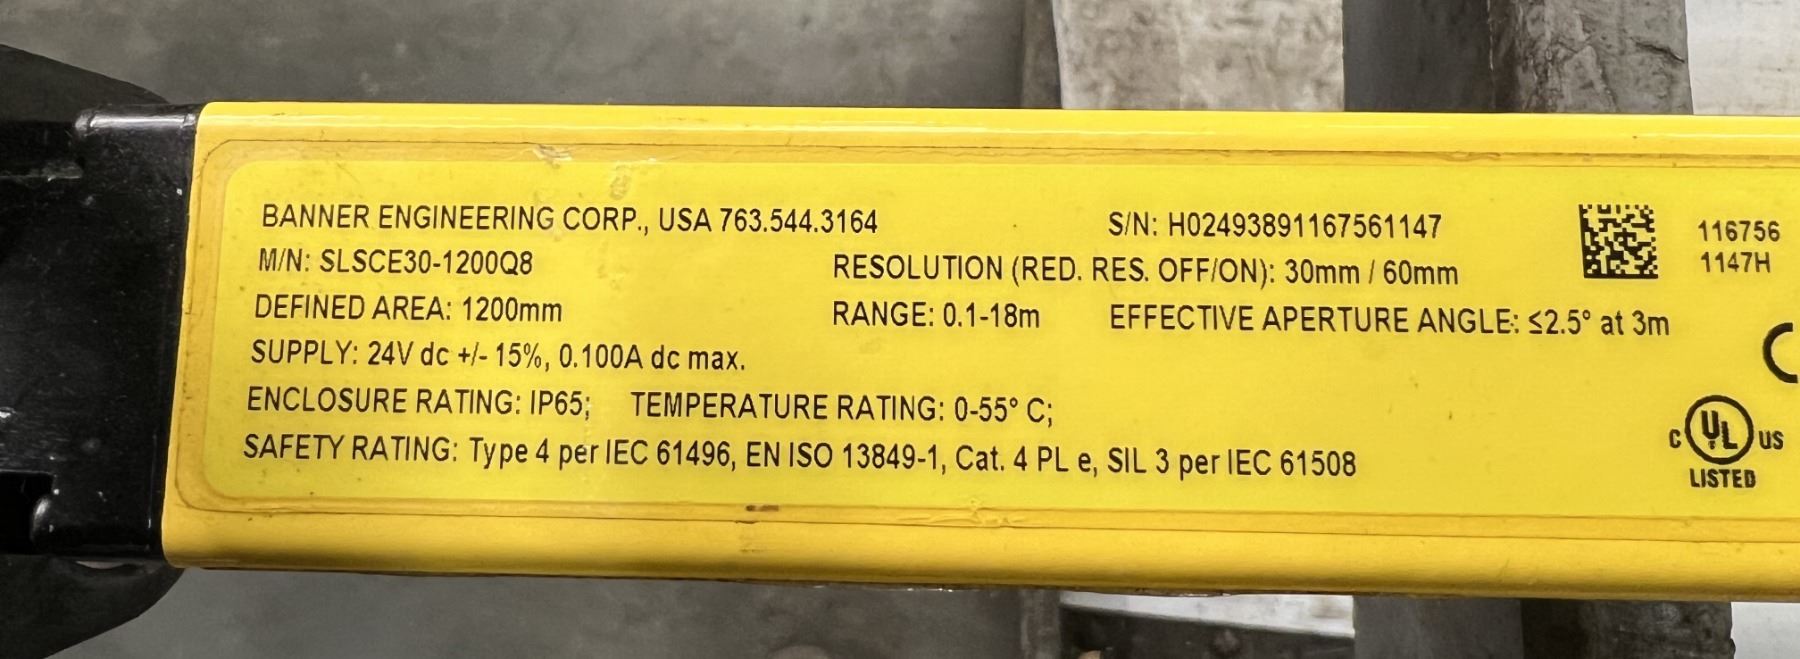 BANNER ENGINEERING CORP., USA 763.544.3164
S/N: H02493891167561147
116756
1147H
M/N: SLSCE30-1200Q8
RESOLUTION (RED. RES. OFF/ON): 30mm / 60mm
DEFINED AREA: 1200mm
RANGE: 0.1-18m
EFFECTIVE APERTURE ANGLE: ≤2.5° at 3m
SUPPLY: 24V dc +/- 15%, 0.100A dc max.
ENCLOSURE RATING: IP65; TEMPERATURE RATING: 0-55° C;
SAFETY RATING: Type 4 per IEC 61496, EN ISO 13849-1, Cat. 4 PL e, SIL 3 per IEC 61508
C UL US
LISTED